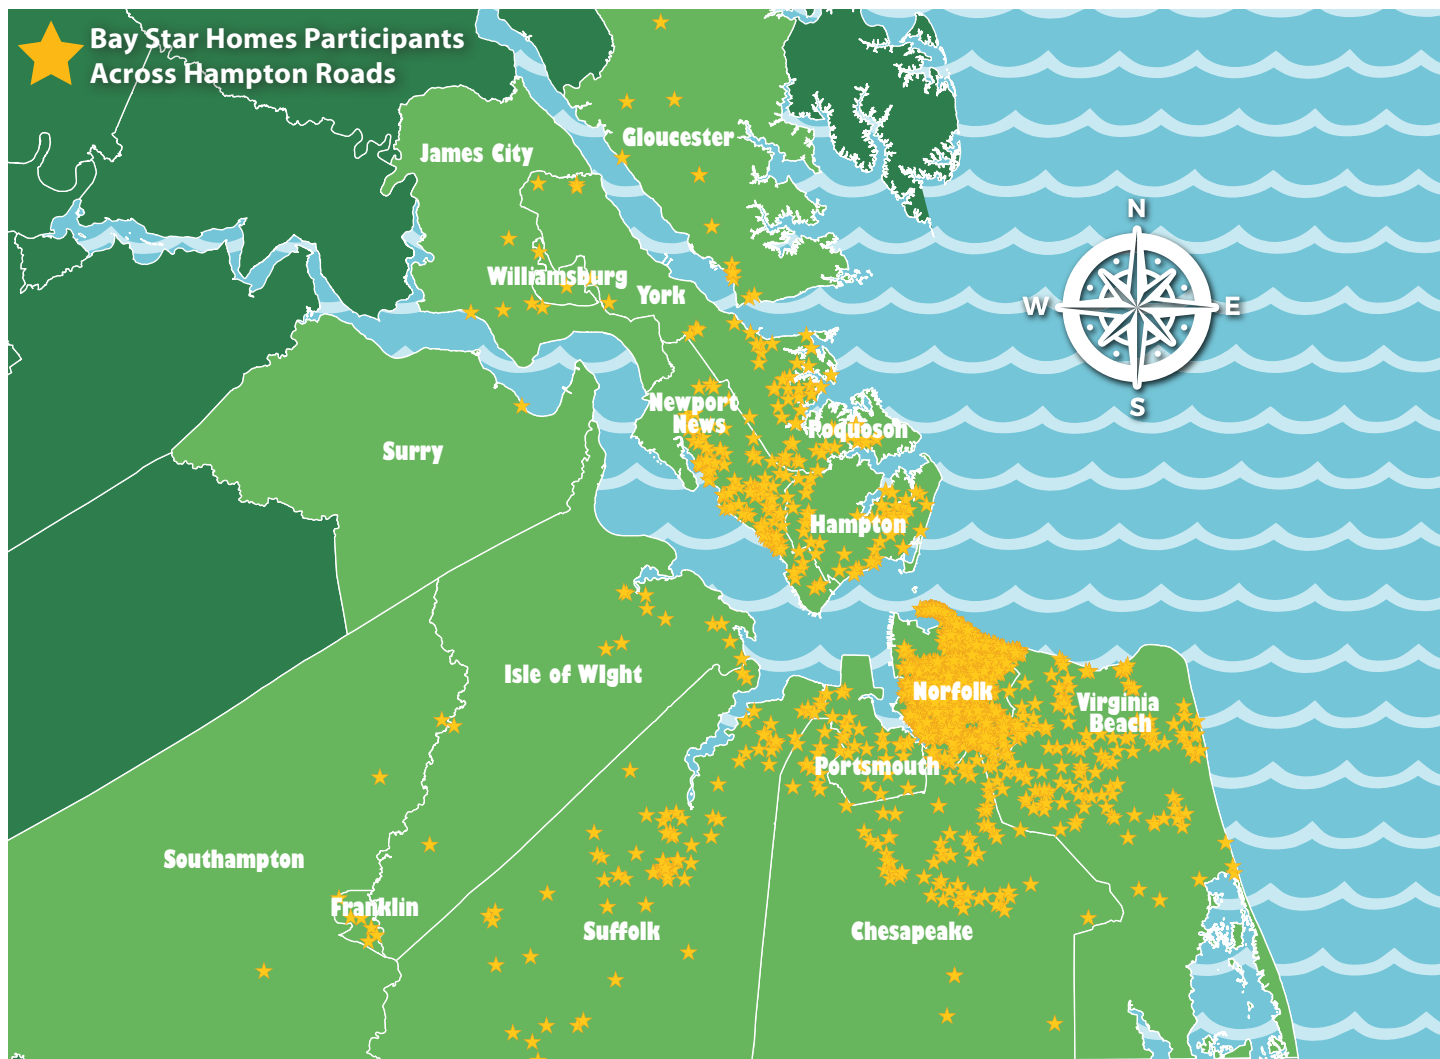 Bay Star Homes Participants
Across Hampton Roads
Gloucester
James City
N
Williamsburg
York
W
E
S
Newport
News
Poquoson
Surry
Hampton
Isle of WIght
Norfolk
Virginia
Beach
Portsmouth
Southampton
Franklin
Suffolk
Chesapeake